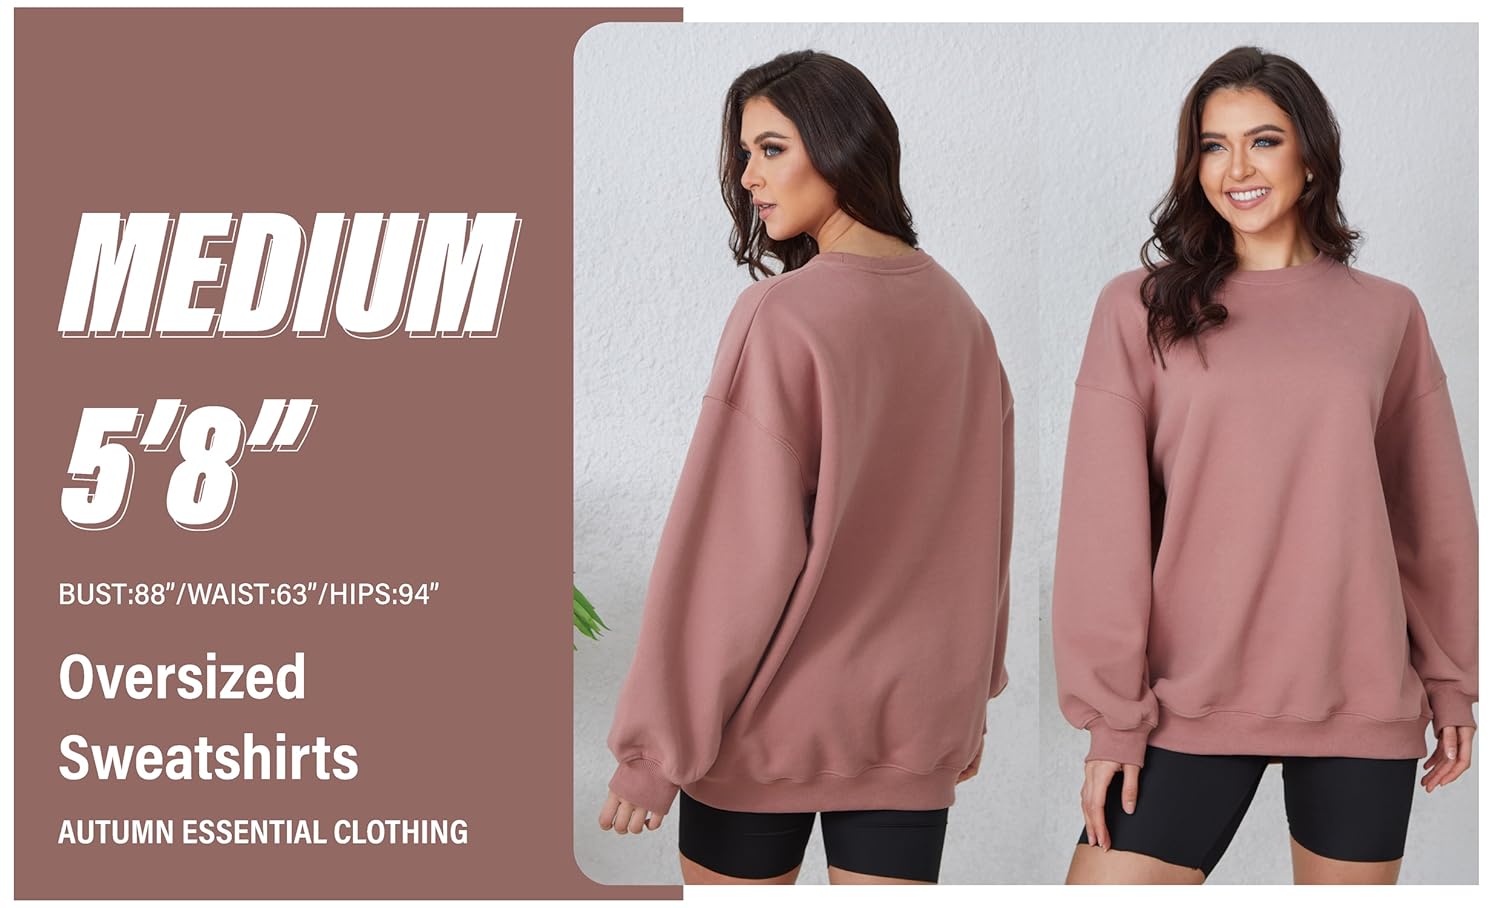 MEDIUM
5'8"
BUST:88"/WAIST:63"/HIPS:94"
Oversized
Sweatshirts
AUTUMN ESSENTIAL CLOTHING